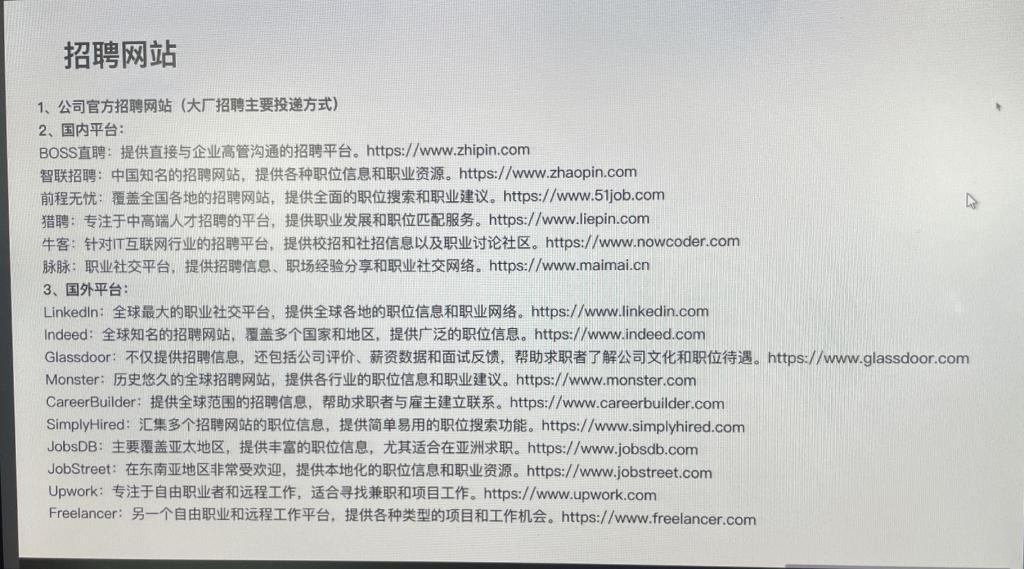 招聘网站
1、公司官方招聘网站（大厂招聘主要投递方式）
2、国内平台：
BOSS直聘：提供直接与企业高管沟通的招聘平台。https://www.zhipin.com
智联招聘：中国知名的招聘网站，提供各种职位信息和职业资源。https://www.zhaopin.com
前程无忧：覆盖全国各地的招聘网站，提供全面的职位搜索和职业建议。https://www.51job.com
猎聘：专注于中高端人才招聘的平台，提供职业发展和职位匹配服务。https://www.liepin.com
牛客：针对IT互联网行业的招聘平台，提供校招和社招信息以及职业讨论社区。https://www.nowcoder.com
脉脉：职业社交平台，提供招聘信息、职场经验分享和职业社交网络。https://www.maimai.cn
3、国外平台：
LinkedIn：全球最大的职业社交平台，提供全球各地的职位信息和职业网络。https://www.linkedin.com
Indeed：全球知名的招聘网站，覆盖多个国家和地区，提供广泛的职位信息。https://www.indeed.com
Glassdoor：不仅提供招聘信息，还包括公司评价、薪资数据和面试反馈，帮助求职者了解公司文化和职位待遇。https://www.glassdoor.com
Monster：历史悠久的全球招聘网站，提供各行业的职位信息和职业建议。https://www.monster.com
CareerBuilder：提供全球范围的招聘信息，帮助求职者与雇主建立联系。https://www.careerbuilder.com
SimplyHired：汇集多个招聘网站的职位信息，提供简单易用的职位搜索功能。https://www.simplyhired.com
JobsDB：主要覆盖亚太地区，提供丰富的职位信息，尤其适合在亚洲求职。https://www.jobsdb.com
JobStreet：在东南亚地区非常受欢迎，提供本地化的职位信息和职业资源。https://www.jobstreet.com
Upwork：专注于自由职业者和远程工作，适合寻找兼职和项目工作。https://www.upwork.com
Freelancer：另一个自由职业和远程工作平台，提供各种类型的项目和工作机会。https://www.freelancer.com